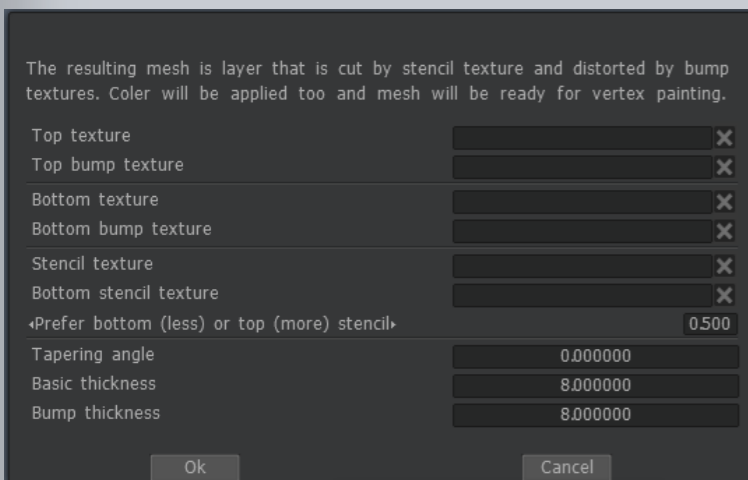 The resulting mesh is layer that is cut by stencil texture and distorted by bump
textures. Coler will be applied too and mesh will be ready for vertex painting.
Top texture
Top bump texture
Bottom texture
Bottom bump texture
Stencil texture
Bottom stencil texture
Prefer bottom (less) or top (more) stencil 0.500
Tapering angle 0.000000
Basic thickness 8.000000
Bump thickness 8.000000
Ok Cancel